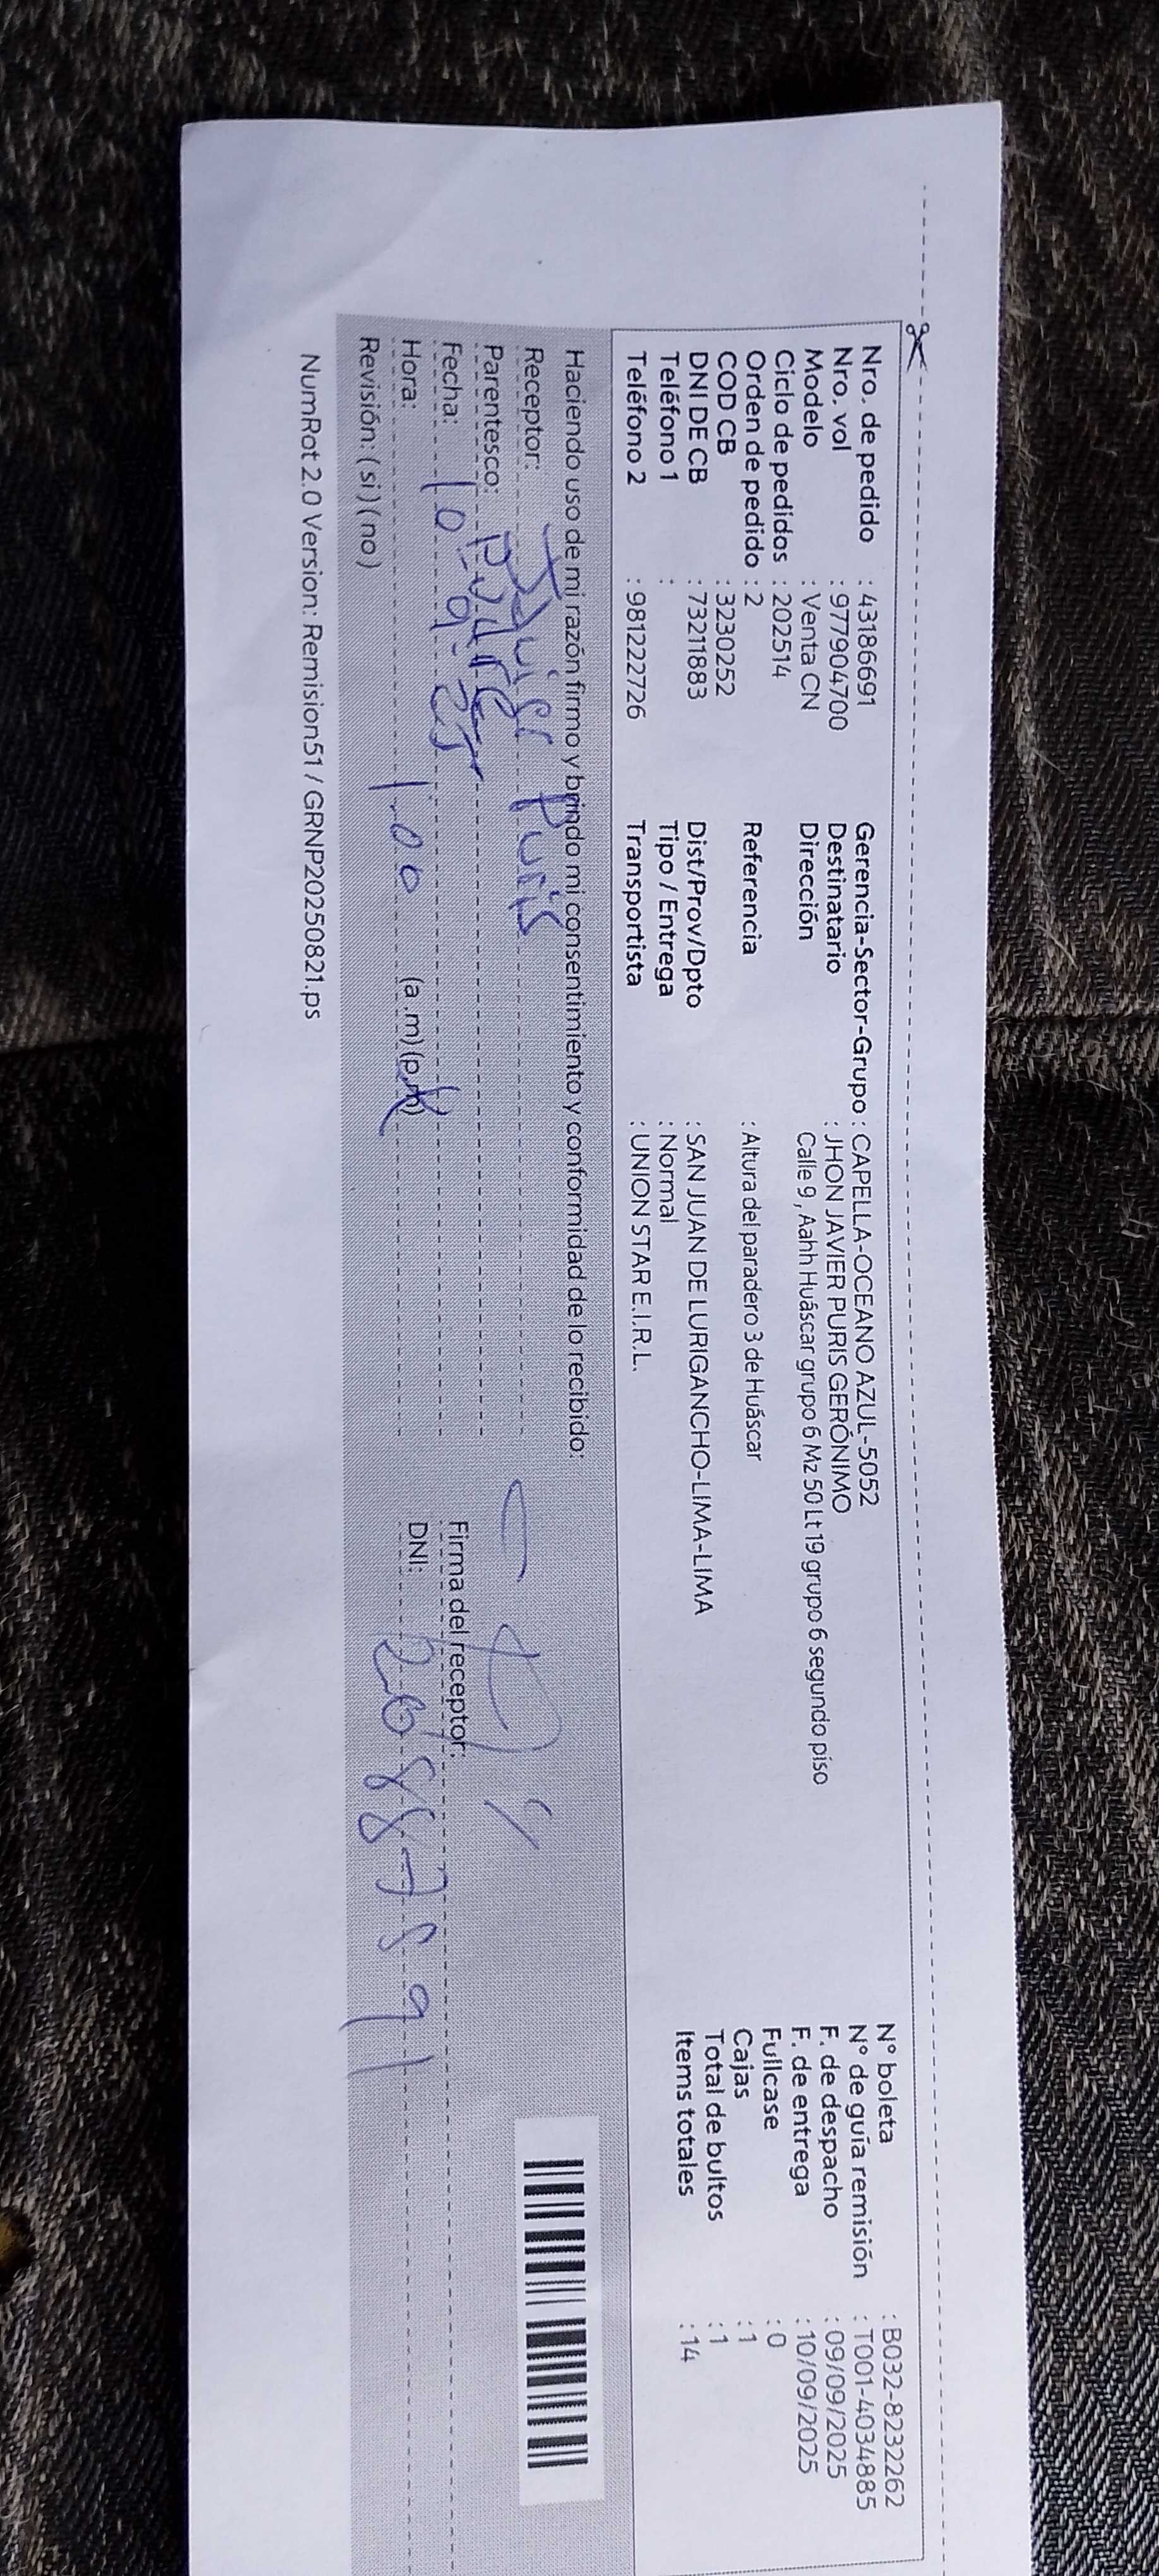 Nro. de pedido : 43186691
Nro. vol : 977904700
Modelo : Venta CN
Ciclo de pedidos : 202514
Orden de pedido : 2
COD CB : 3230252
DNI DE CB : 73211883
Teléfono 1 :
Teléfono 2 : 981222726
Gerencia-Sector-Grupo : CAPELLA-OCEANO AZUL-5052
Destinatario : JHON JAVIER PURIS GERÓNIMO
Dirección Calle 9 , Aahh Huáscar grupo 6 Mz 50 Lt 19 grupo 6 segundo piso
Referencia : Altura del paradero 3 de Huáscar
Dist/Prov/Dpto : SAN JUAN DE LURIGANCHO-LIMA-LIMA
Tipo / Entrega : Normal
Transportista : UNION STAR E.I.R.L.
N° boleta : B032-8232262
N° de guía remisión : T001-4034885
F. de despacho : 09/09/2025
F. de entrega : 10/09/2025
Fullcase : 0
Cajas : 1
Total de bultos : 1
Items totales : 14
Haciendo uso de mi razón firmo y brindo mi consentimiento y conformidad de lo recibido:
Receptor: Javier Puris
Parentesco: Padre
Fecha: 10 9 25
Hora: 1:00 (a.m) (p.m)
Revisión: (si) (no)
Firma del receptor:
DNI:
NumRot 2.0 Version: Remision51 / GRNP20250821.ps